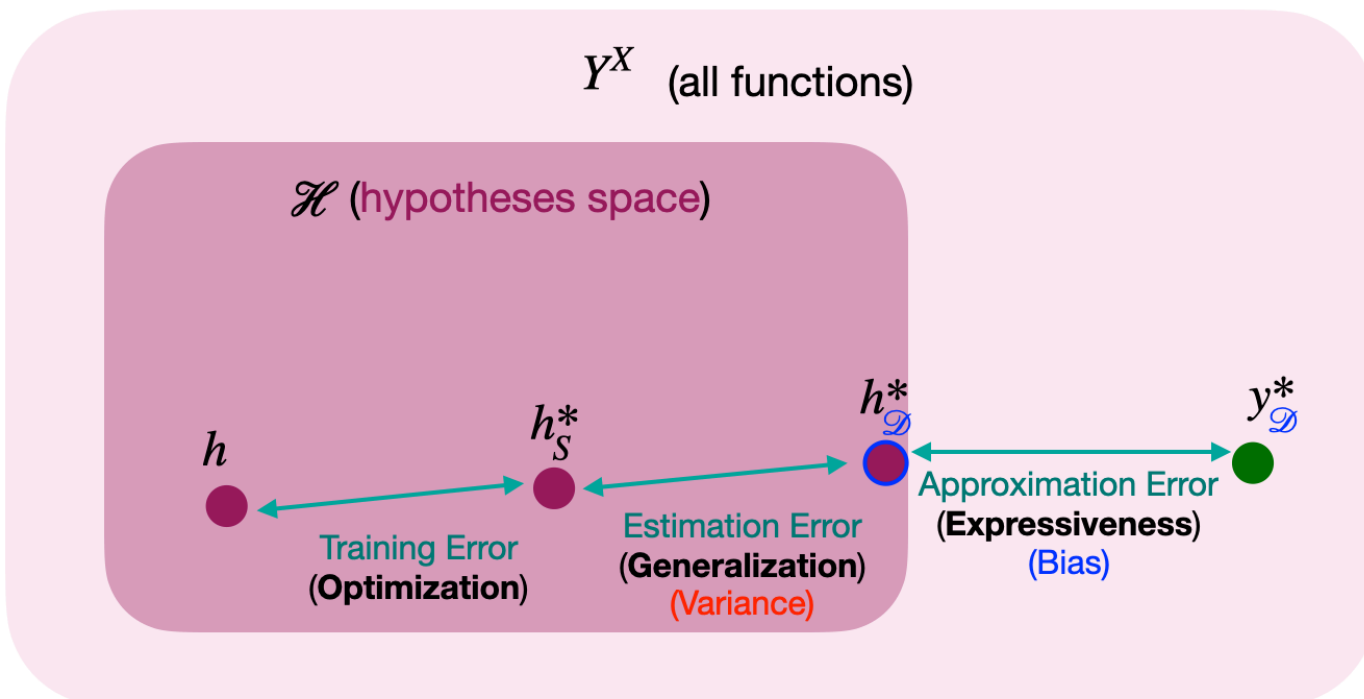 Y^X (all functions)
ℋ (hypotheses space)
h
h*_S
h*_𝒟
y*_𝒟
Training Error
(Optimization)
Estimation Error
(Generalization)
(Variance)
Approximation Error
(Expressiveness)
(Bias)